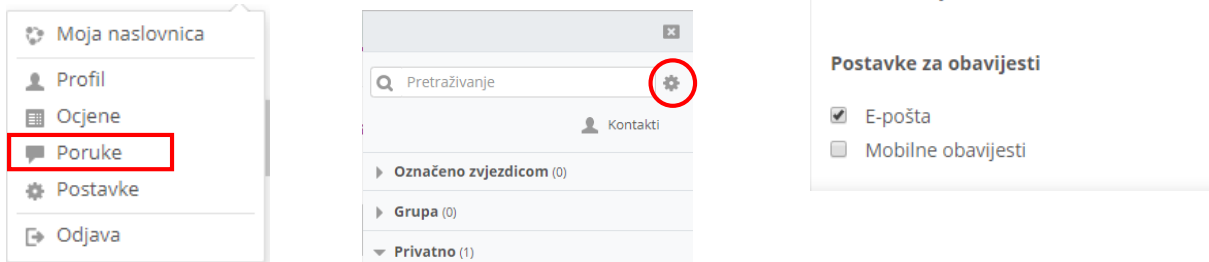 Moja naslovnica
Profil
Ocjene
Poruke
Postavke
Odjava
Pretraživanje
Kontakti
Označeno zvjezdicom (0)
Grupa (0)
Privatno (1)
Postavke za obavijesti
E-pošta
Mobilne obavijesti